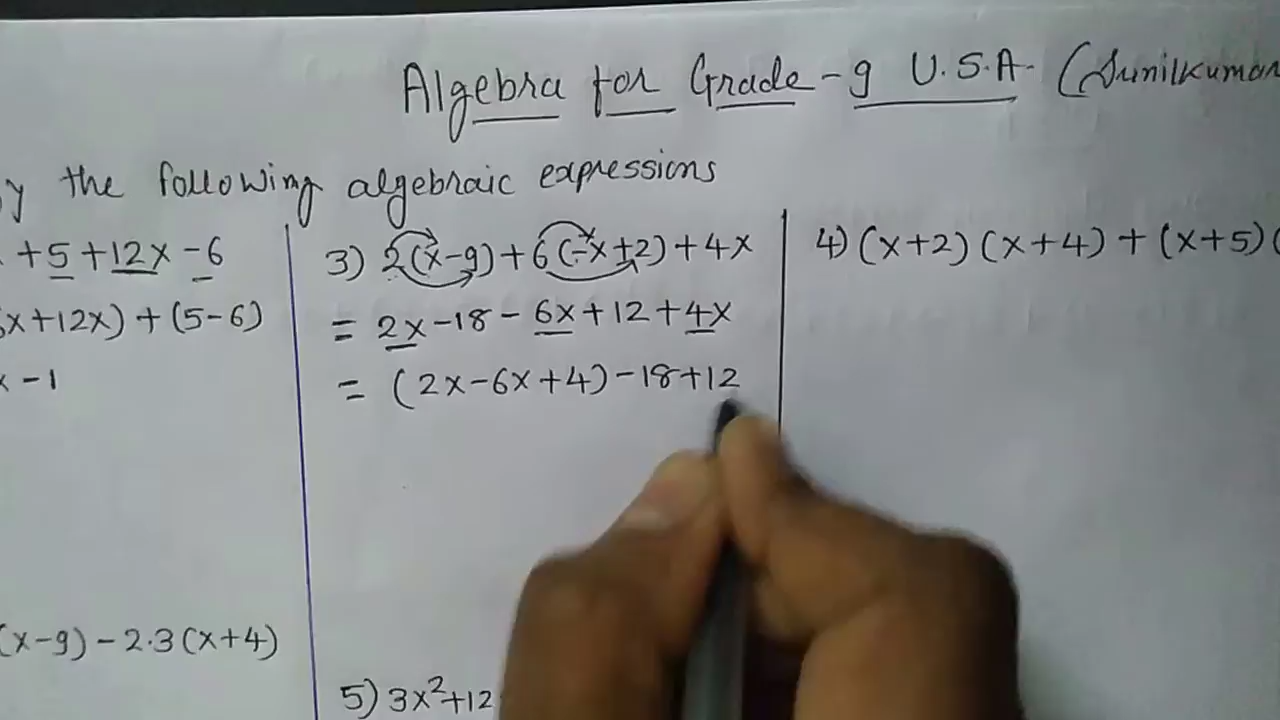 Algebra for Grade-9 U.S.A. (Sunilkumar
the following algebraic expressions
+5+12x-6
x+12x)+(5-6)
-1
3) 2(x-9)+6(-x+2)+4x
= 2x-18-6x+12+4x
= (2x-6x+4)-18+12
4) (x+2)(x+4)+(x+5)(
(x-9)-2·3(x+4)
5) 3x²+12